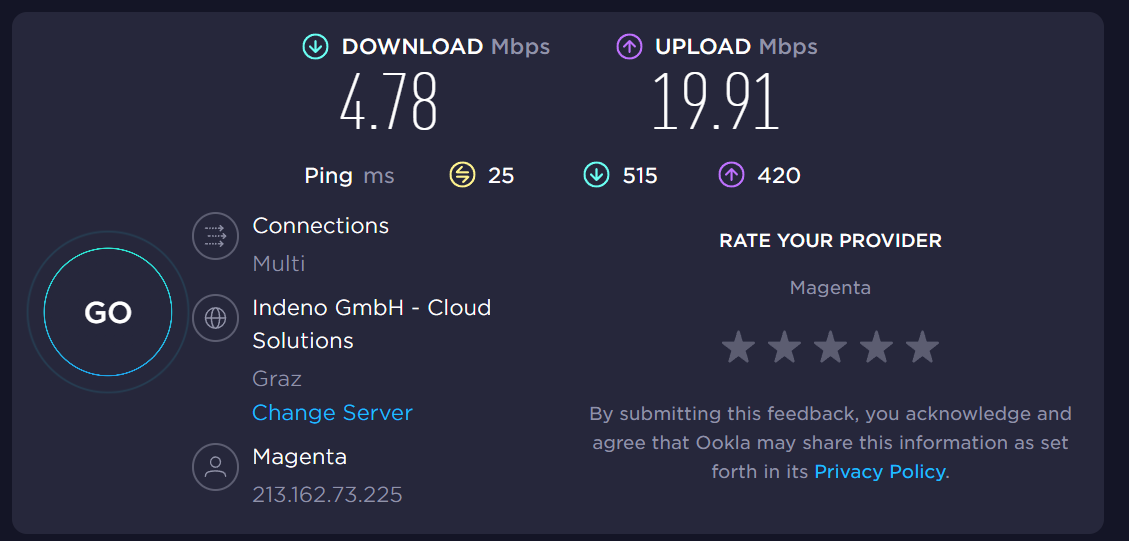 DOWNLOAD Mbps
4.78
UPLOAD Mbps
19.91
Ping ms 25 515 420
GO
Connections
Multi
Indeno GmbH - Cloud
Solutions
Graz
Change Server
Magenta
213.162.73.225
RATE YOUR PROVIDER
Magenta
By submitting this feedback, you acknowledge and
agree that Ookla may share this information as set
forth in its Privacy Policy.